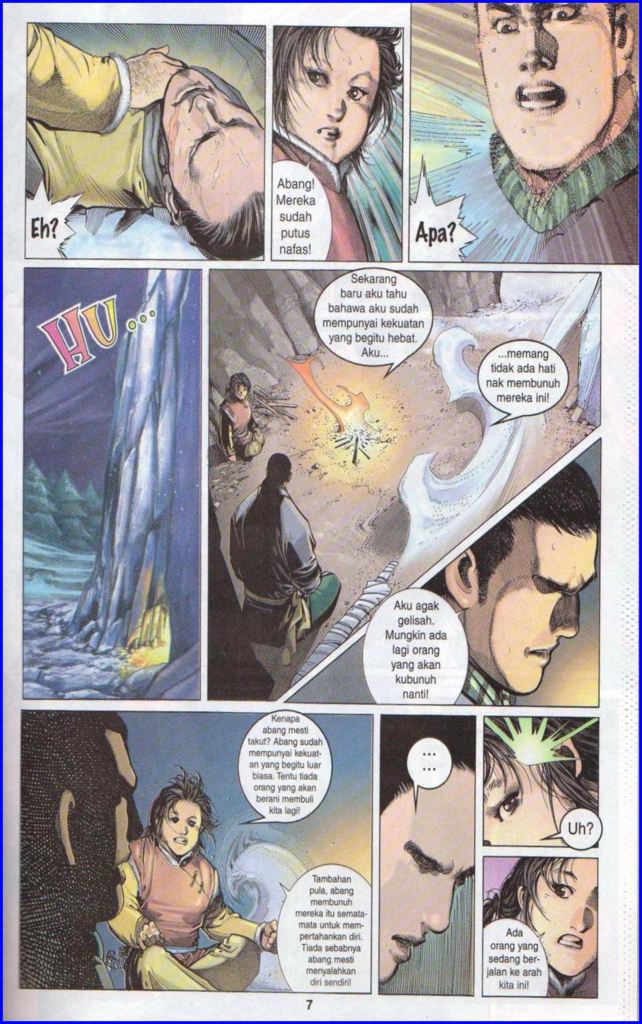 Eh?
Abang!
Mereka
sudah
putus
nafas!
Apa?
HU...
Sekarang
baru aku tahu
bahawa aku sudah
mempunyai kekuatan
yang begitu hebat.
Aku...
...memang
tidak ada hati
nak membunuh
mereka ini!
Aku agak
gelisah.
Mungkin ada
lagi orang
yang akan
kubunuh
nanti!
Kenapa
abang mesti
takut? Abang sudah
mempunyai kekuat-
an yang begitu luar
biasa. Tentu tiada
orang yang akan
berani membuli
kita lagi!
Tambahan
pula, abang
membunuh
mereka itu semata-
mata untuk mem-
pertahankan diri.
Tiada sebabnya
abang mesti
menyalahkan
diri sendiri!
...
...
Uh?
Ada
orang yang
sedang ber-
jalan ke arah
kita ini!
7